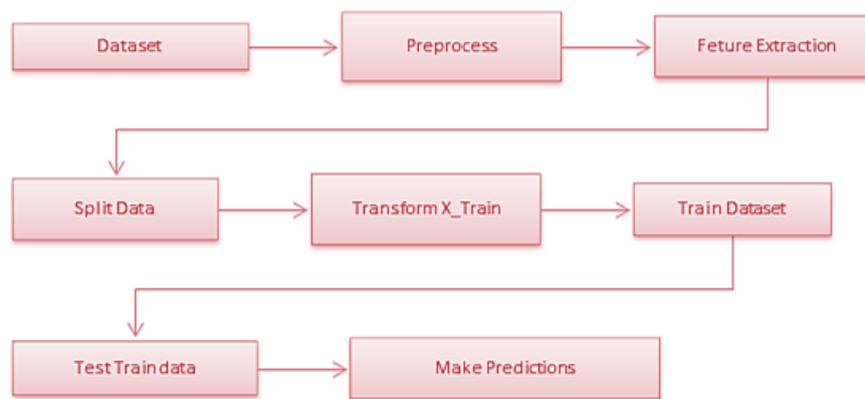 Dataset
Preprocess
Feture Extraction
Split Data
Transform X_Train
Train Dataset
Test Train data
Make Predictions